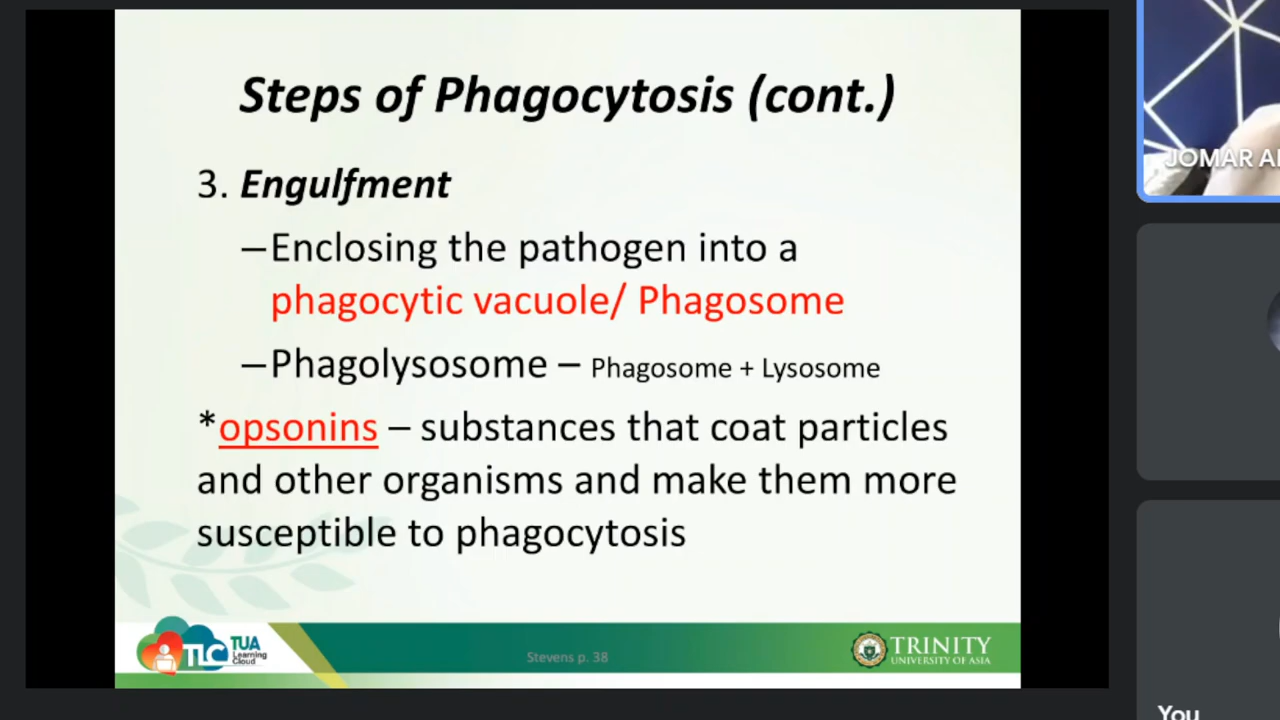 Steps of Phagocytosis (cont.)
3. Engulfment
–Enclosing the pathogen into a
phagocytic vacuole/ Phagosome
–Phagolysosome – Phagosome + Lysosome
*opsonins – substances that coat particles
and other organisms and make them more
susceptible to phagocytosis
TLC TUA
Learning
Cloud
Stevens p. 38
TRINITY
UNIVERSITY OF ASIA
JOMAR
You